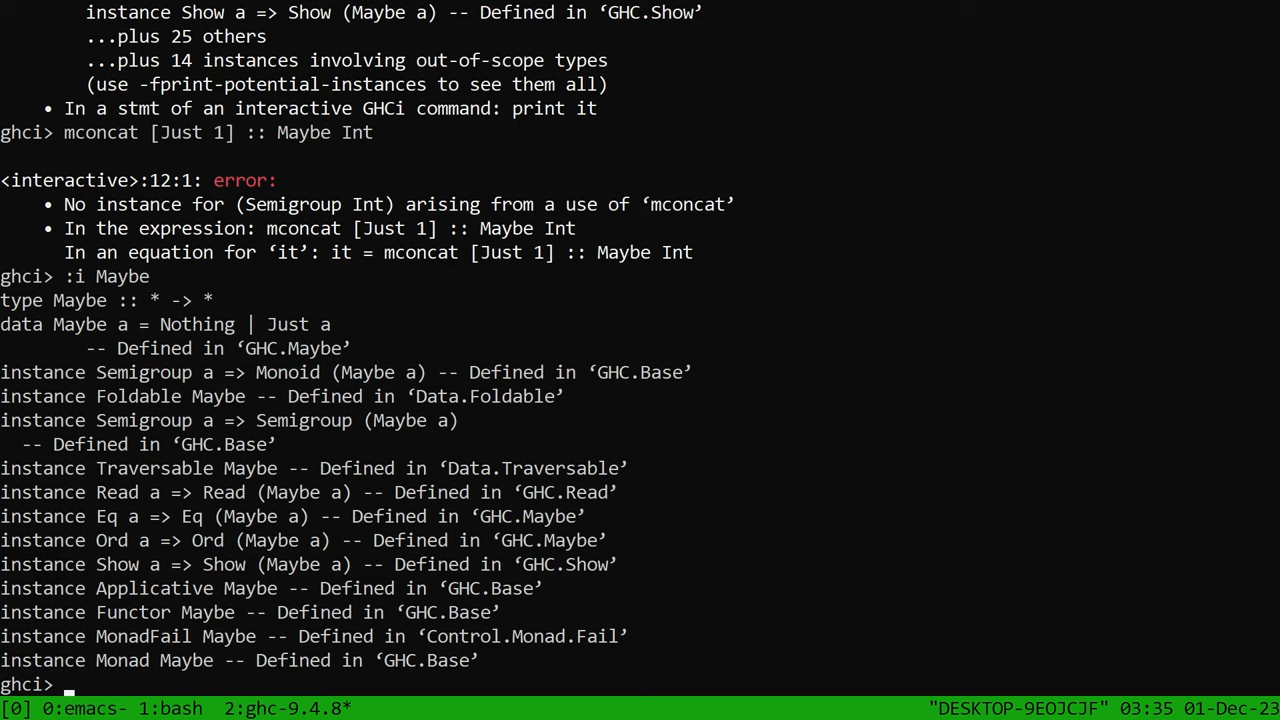 instance Show a => Show (Maybe a) -- Defined in ‘GHC.Show’
        ...plus 25 others
        ...plus 14 instances involving out-of-scope types
        (use -fprint-potential-instances to see them all)
    • In a stmt of an interactive GHCi command: print it
ghci> mconcat [Just 1] :: Maybe Int

<interactive>:12:1: error:
    • No instance for (Semigroup Int) arising from a use of ‘mconcat’
    • In the expression: mconcat [Just 1] :: Maybe Int
      In an equation for ‘it’: it = mconcat [Just 1] :: Maybe Int
ghci> :i Maybe
type Maybe :: * -> *
data Maybe a = Nothing | Just a
        -- Defined in ‘GHC.Maybe’
instance Semigroup a => Monoid (Maybe a) -- Defined in ‘GHC.Base’
instance Foldable Maybe -- Defined in ‘Data.Foldable’
instance Semigroup a => Semigroup (Maybe a)
  -- Defined in ‘GHC.Base’
instance Traversable Maybe -- Defined in ‘Data.Traversable’
instance Read a => Read (Maybe a) -- Defined in ‘GHC.Read’
instance Eq a => Eq (Maybe a) -- Defined in ‘GHC.Maybe’
instance Ord a => Ord (Maybe a) -- Defined in ‘GHC.Maybe’
instance Show a => Show (Maybe a) -- Defined in ‘GHC.Show’
instance Applicative Maybe -- Defined in ‘GHC.Base’
instance Functor Maybe -- Defined in ‘GHC.Base’
instance MonadFail Maybe -- Defined in ‘Control.Monad.Fail’
instance Monad Maybe -- Defined in ‘GHC.Base’
ghci>
[0] 0:emacs- 1:bash  2:ghc-9.4.8* "DESKTOP-9EOJCJF" 03:35 01-Dec-23